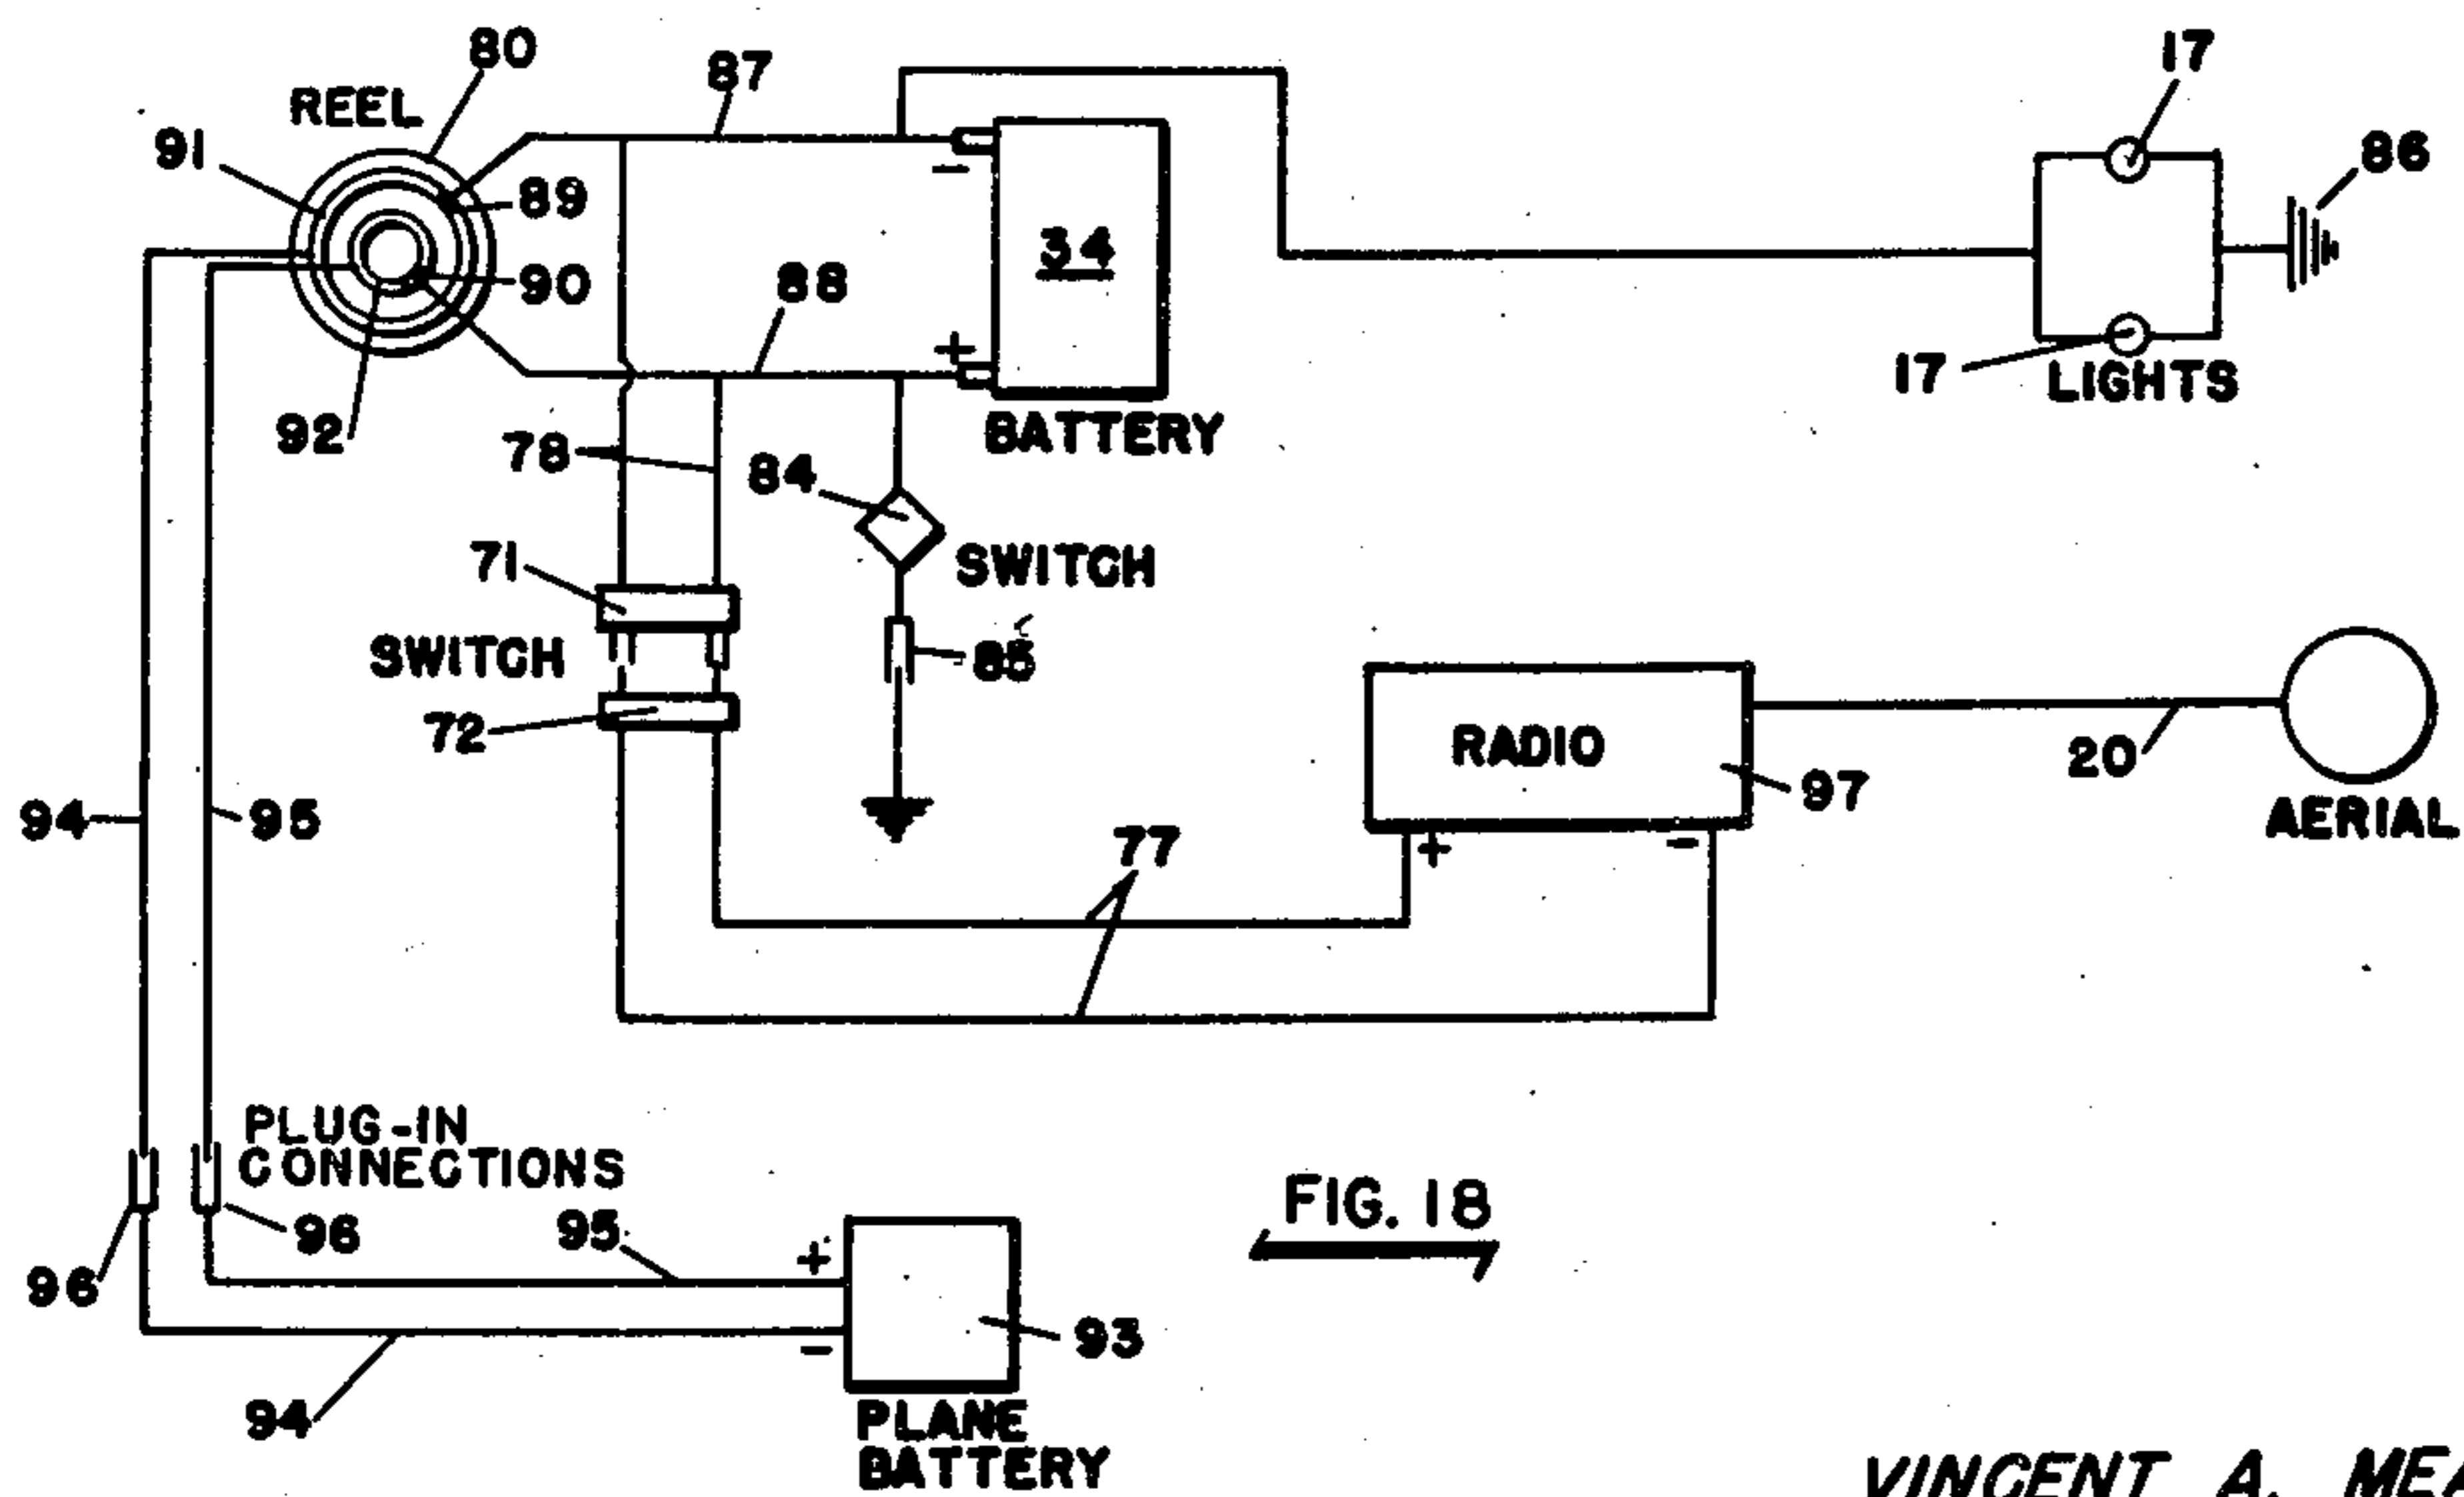 80
REEL
87
17
91
86
89
34
90
88
17
LIGHTS
92
BATTERY
78
84
SWITCH
71
SWITCH
85
72
RADIO
97
20
AERIAL
94
95
77
+
-
PLUG-IN
CONNECTIONS
96
95
+
96
FIG. 18
-
93
94
PLANE
BATTERY
VINCENT A.